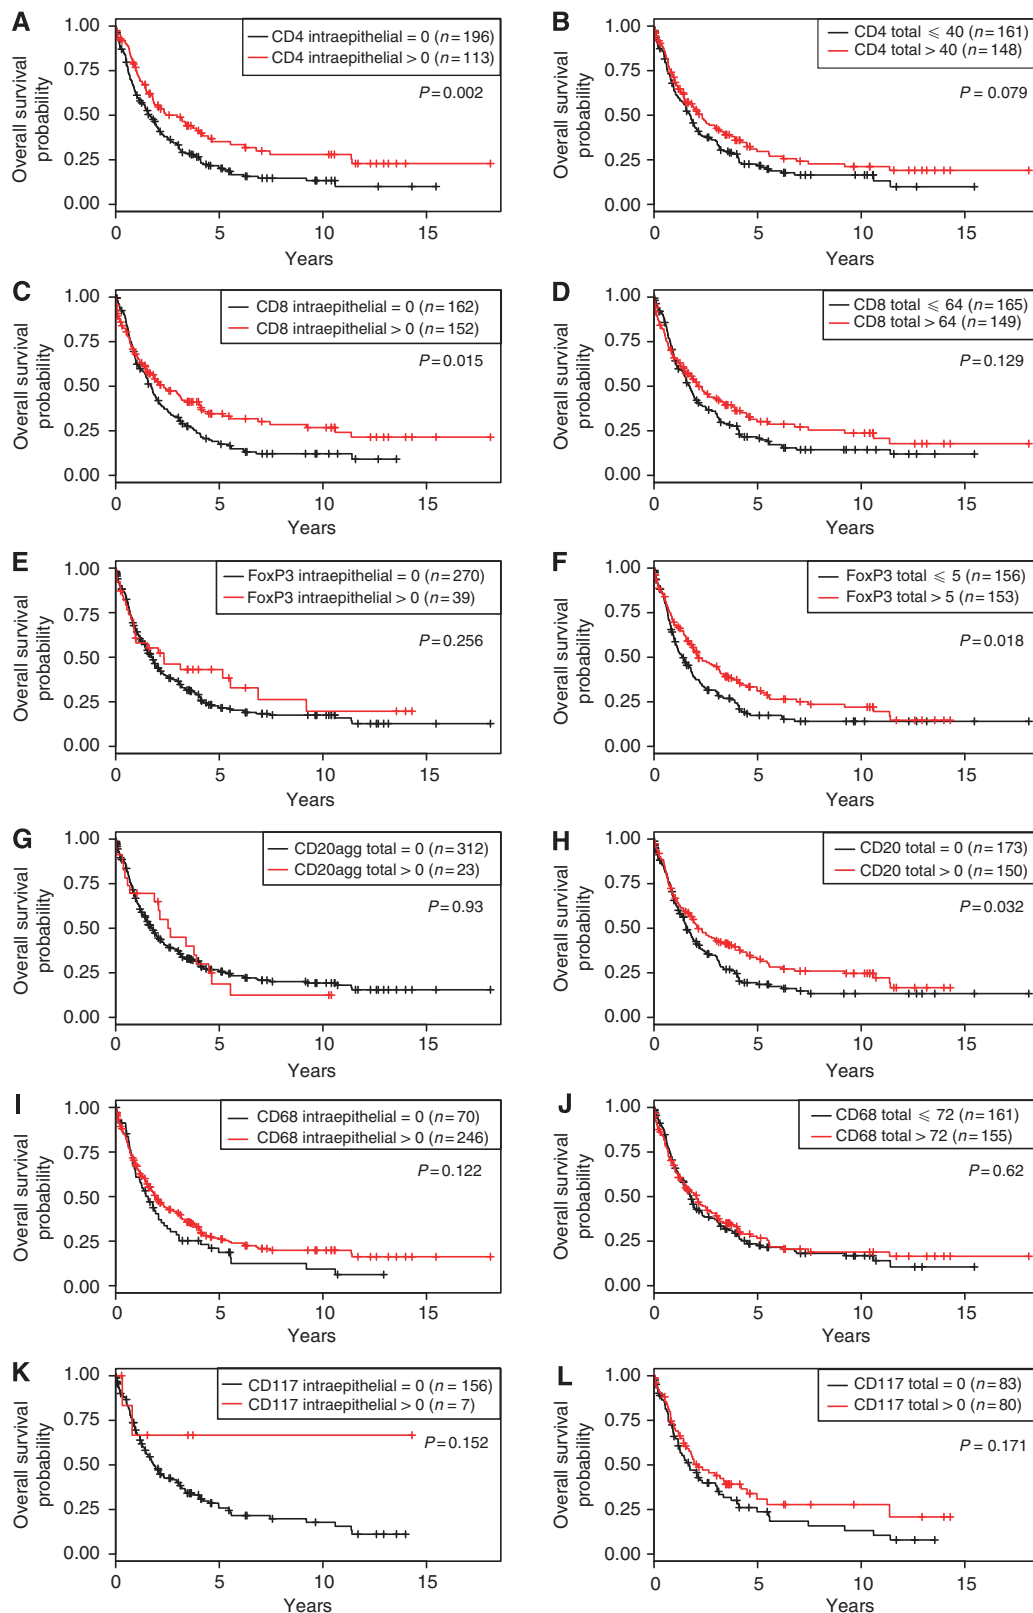 A
1.00
0.75
0.50
0.25
0.00
Overall survival
probability
CD4 intraepithelial = 0 (n=196)
CD4 intraepithelial > 0 (n=113)
P=0.002
0 5 10 15
Years
B
1.00
0.75
0.50
0.25
0.00
Overall survival
probability
CD4 total ⩽ 40 (n=161)
CD4 total > 40 (n=148)
P=0.079
0 5 10 15
Years
C
1.00
0.75
0.50
0.25
0.00
Overall survival
probability
CD8 intraepithelial = 0 (n=162)
CD8 intraepithelial > 0 (n=152)
P=0.015
0 5 10 15
Years
D
1.00
0.75
0.50
0.25
0.00
Overall survival
probability
CD8 total ⩽ 64 (n=165)
CD8 total > 64 (n=149)
P=0.129
0 5 10 15
Years
E
1.00
0.75
0.50
0.25
0.00
Overall survival
probability
FoxP3 intraepithelial = 0 (n=270)
FoxP3 intraepithelial > 0 (n=39)
P=0.256
0 5 10 15
Years
F
1.00
0.75
0.50
0.25
0.00
Overall survival
probability
FoxP3 total ⩽ 5 (n=156)
FoxP3 total > 5 (n=153)
P=0.018
0 5 10 15
Years
G
1.00
0.75
0.50
0.25
0.00
Overall survival
probability
CD20agg total = 0 (n=312)
CD20agg total > 0 (n=23)
P=0.93
0 5 10 15
Years
H
1.00
0.75
0.50
0.25
0.00
Overall survival
probability
CD20 total = 0 (n=173)
CD20 total > 0 (n=150)
P=0.032
0 5 10 15
Years
I
1.00
0.75
0.50
0.25
0.00
Overall survival
probability
CD68 intraepithelial = 0 (n=70)
CD68 intraepithelial > 0 (n=246)
P=0.122
0 5 10 15
Years
J
1.00
0.75
0.50
0.25
0.00
Overall survival
probability
CD68 total ⩽ 72 (n=161)
CD68 total > 72 (n=155)
P=0.62
0 5 10 15
Years
K
1.00
0.75
0.50
0.25
0.00
Overall survival
probability
CD117 intraepithelial = 0 (n=156)
CD117 intraepithelial > 0 (n=7)
P=0.152
0 5 10 15
Years
L
1.00
0.75
0.50
0.25
0.00
Overall survival
probability
CD117 total = 0 (n=83)
CD117 total > 0 (n=80)
P=0.171
0 5 10 15
Years